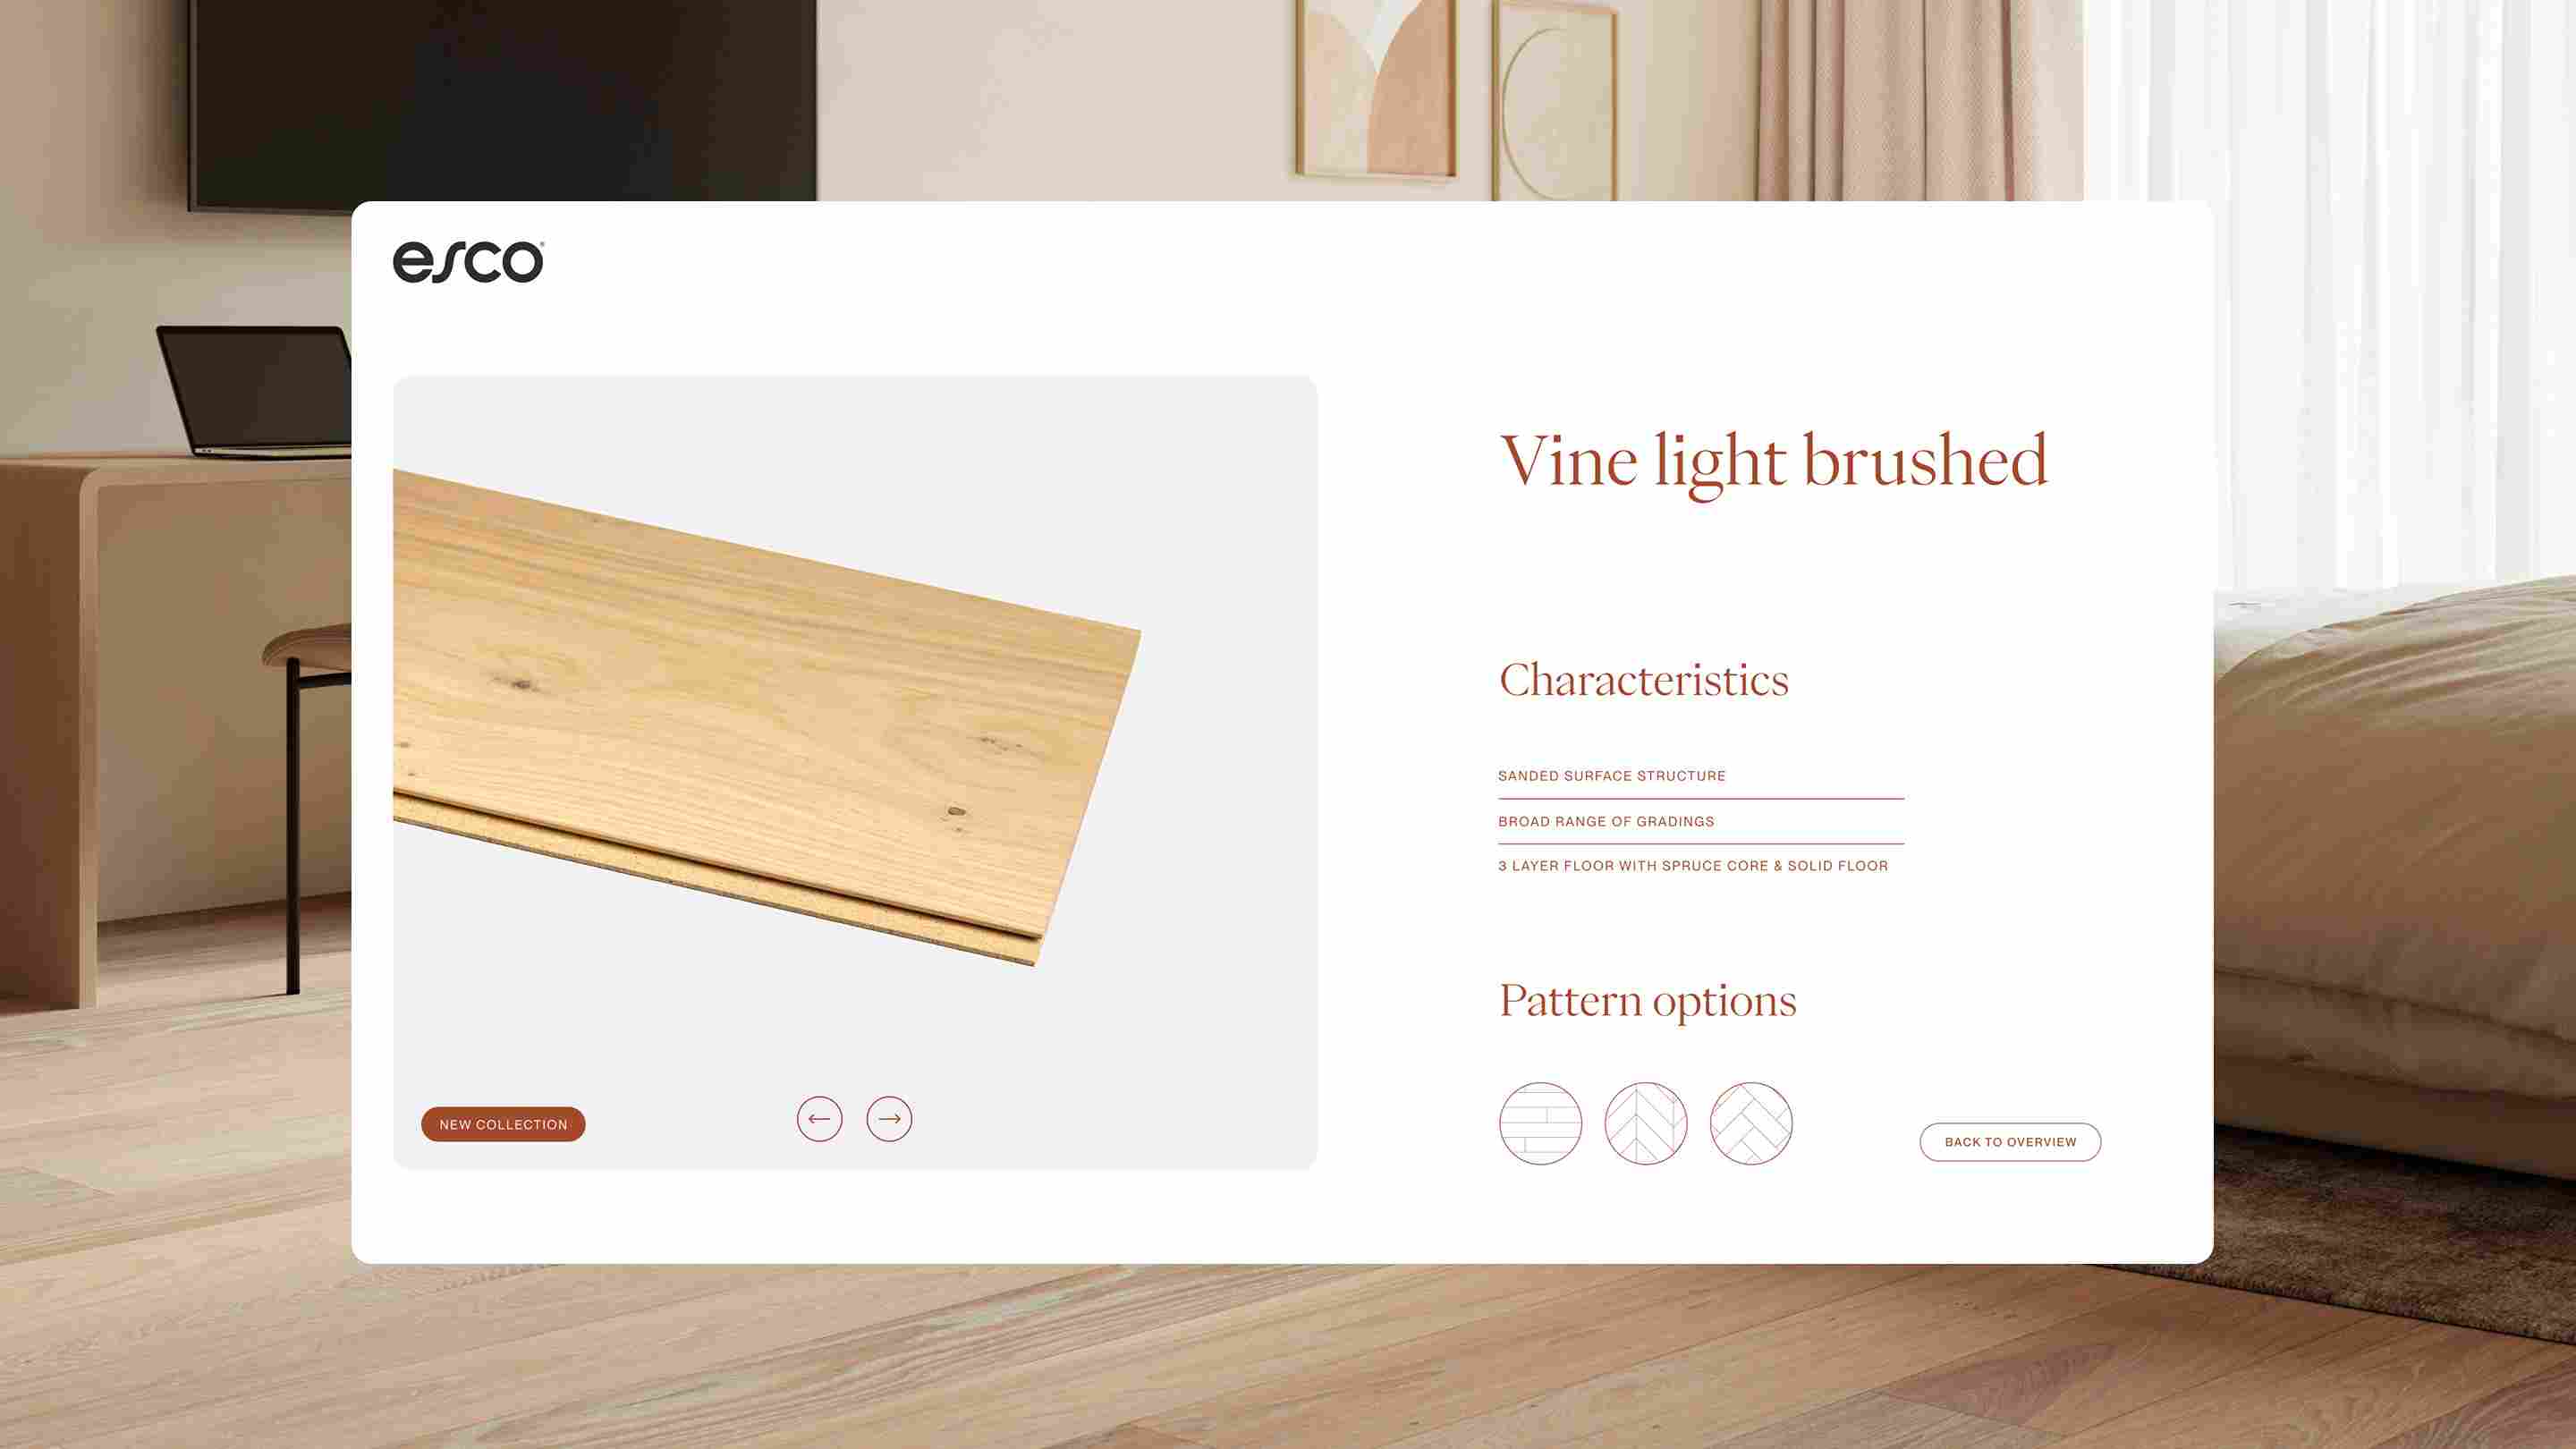 esco
Vine light brushed
Characteristics
SANDED SURFACE STRUCTURE
BROAD RANGE OF GRADINGS
3 LAYER FLOOR WITH SPRUCE CORE & SOLID FLOOR
Pattern options
NEW COLLECTION
BACK TO OVERVIEW